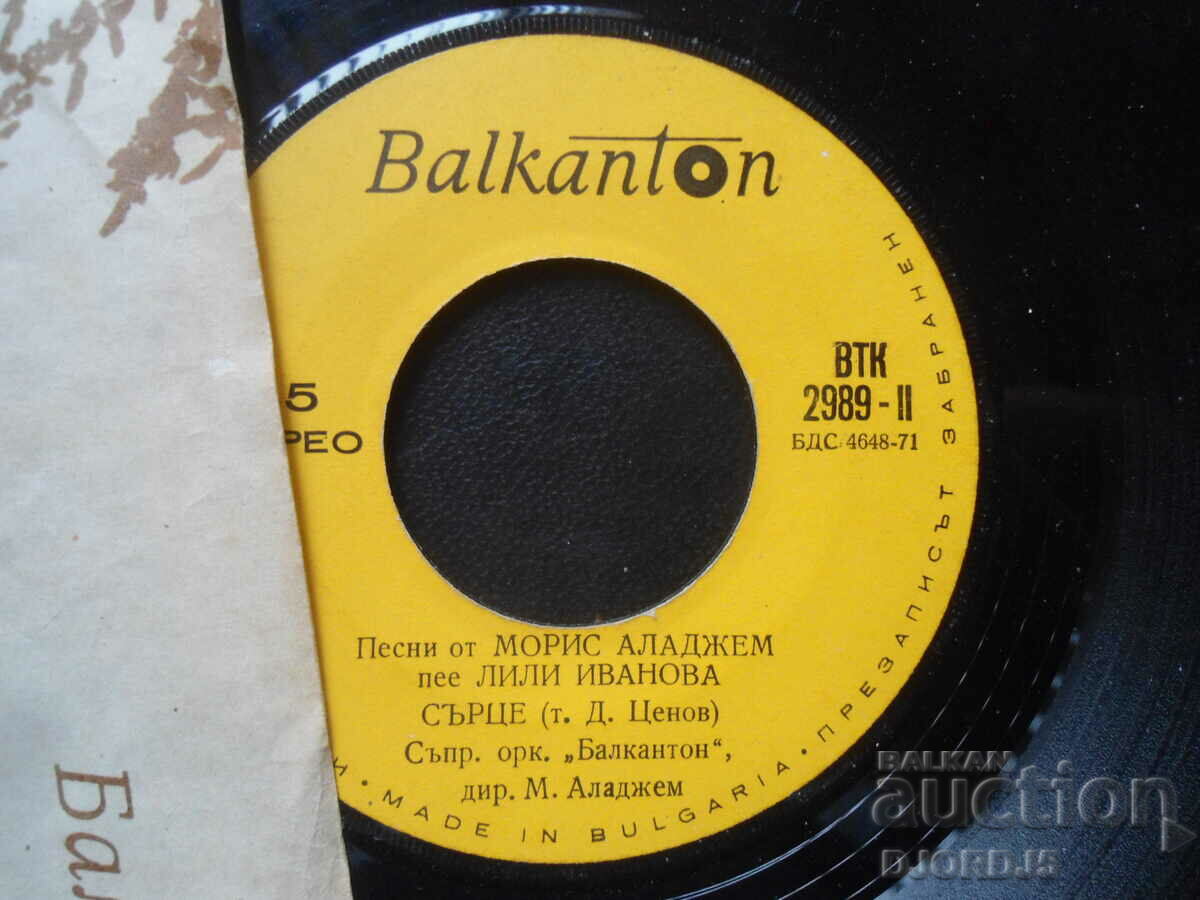 Balkanton
ВТК
2989 - II
БДС 4648-71
5
РЕО
Песни от МОРИС АЛАДЖЕМ
пее ЛИЛИ ИВАНОВА
СЪРЦЕ (т. Д. Ценов)
Съпр. орк. „Балкантон“,
дир. М. Аладжем
MADE IN BULGARIA • ПРЕЗАПИСЪТ ЗАБРАНЕН
Бал
BALKAN
auction
DJORDJ5